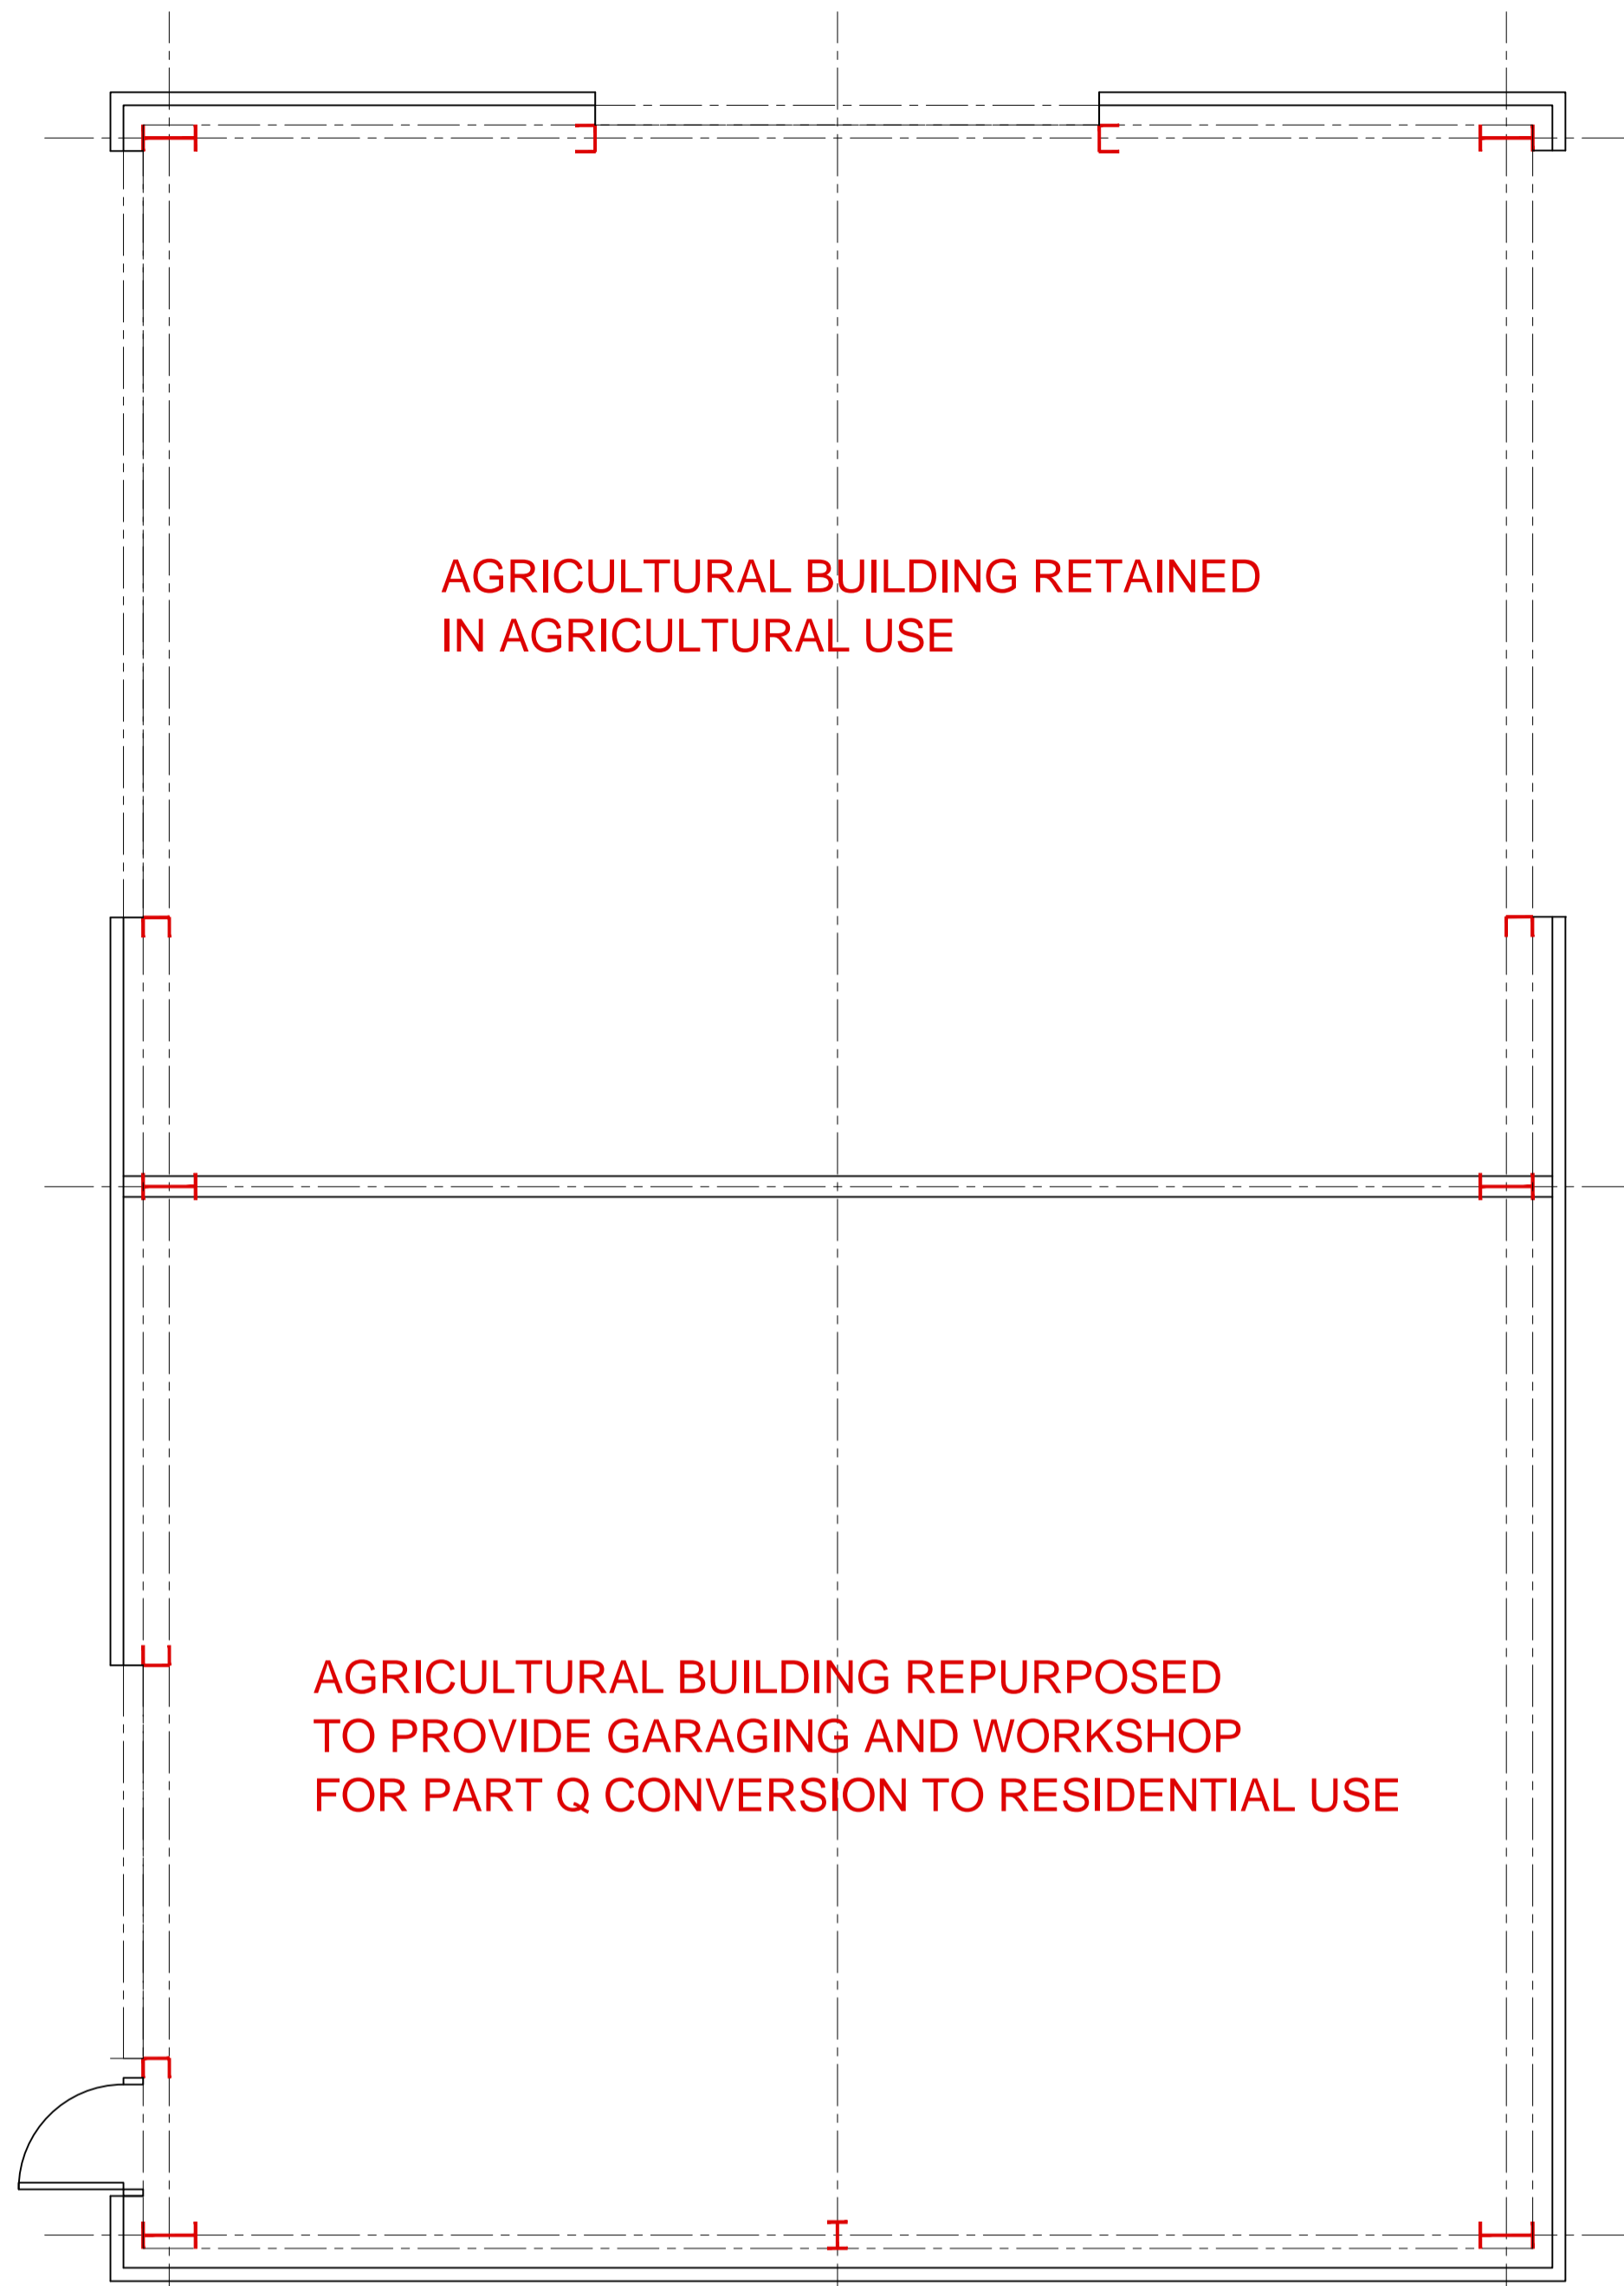 AGRICULTURAL BUILDING RETAINED
IN AGRICULTURAL USE
AGRICULTURAL BUILDING REPURPOSED
TO PROVIDE GARAGING AND WORKSHOP
FOR PART Q CONVERSION TO RESIDENTIAL USE